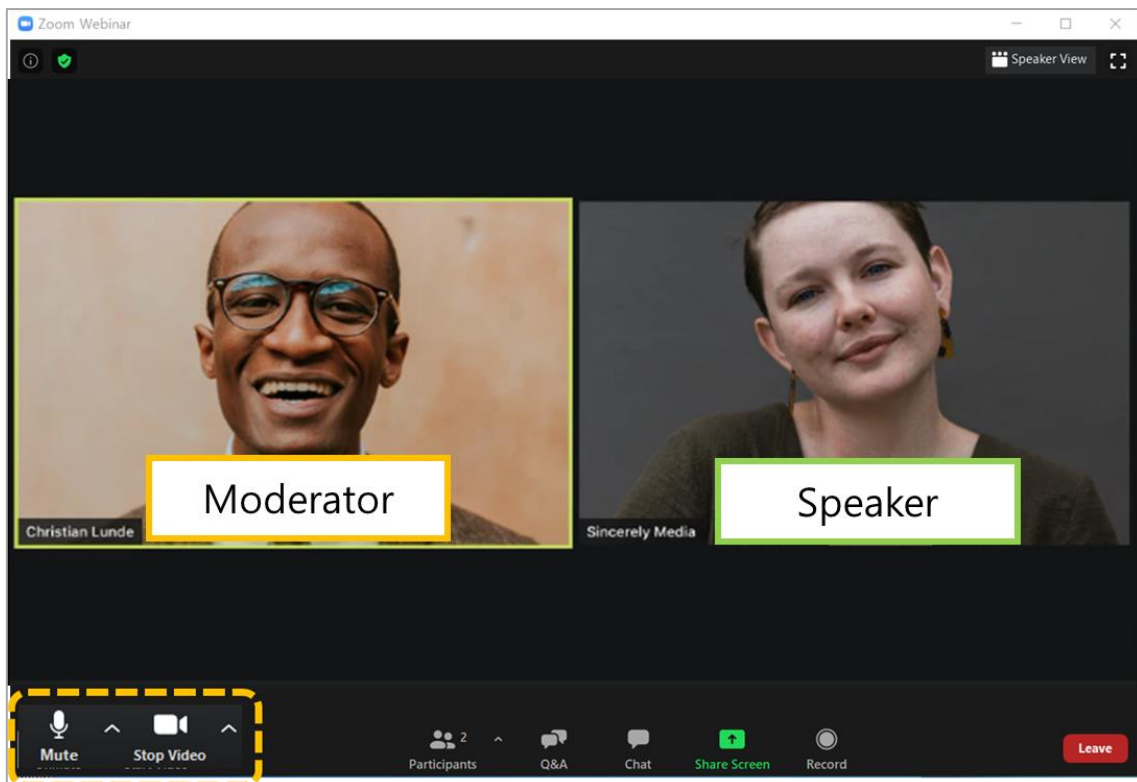 Zoom Webinar
Speaker View
Moderator
Speaker
Christian Lunde
Sincerely Media
Mute
Stop Video
2
Participants
Q&A
Chat
Share Screen
Record
Leave